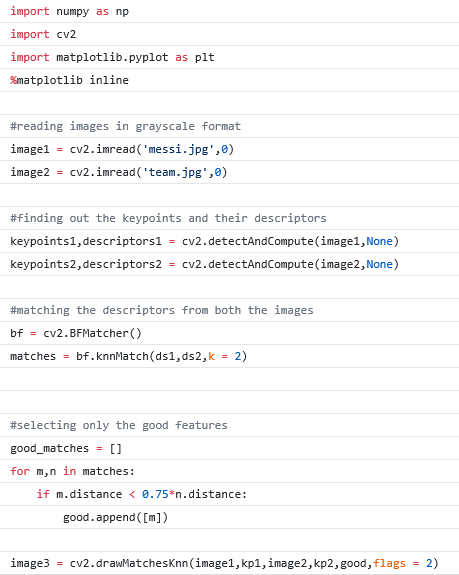 import numpy as np
import cv2
import matplotlib.pyplot as plt
%matplotlib inline
#reading images in grayscale format
image1 = cv2.imread('messi.jpg',0)
image2 = cv2.imread('team.jpg',0)
#finding out the keypoints and their descriptors
keypoints1,descriptors1 = cv2.detectAndCompute(image1,None)
keypoints2,descriptors2 = cv2.detectAndCompute(image2,None)
#matching the descriptors from both the images
bf = cv2.BFMatcher()
matches = bf.knnMatch(ds1,ds2,k = 2)
#selecting only the good features
good_matches = []
for m,n in matches:
    if m.distance < 0.75*n.distance:
        good.append([m])
image3 = cv2.drawMatchesKnn(image1,kp1,image2,kp2,good,flags = 2)